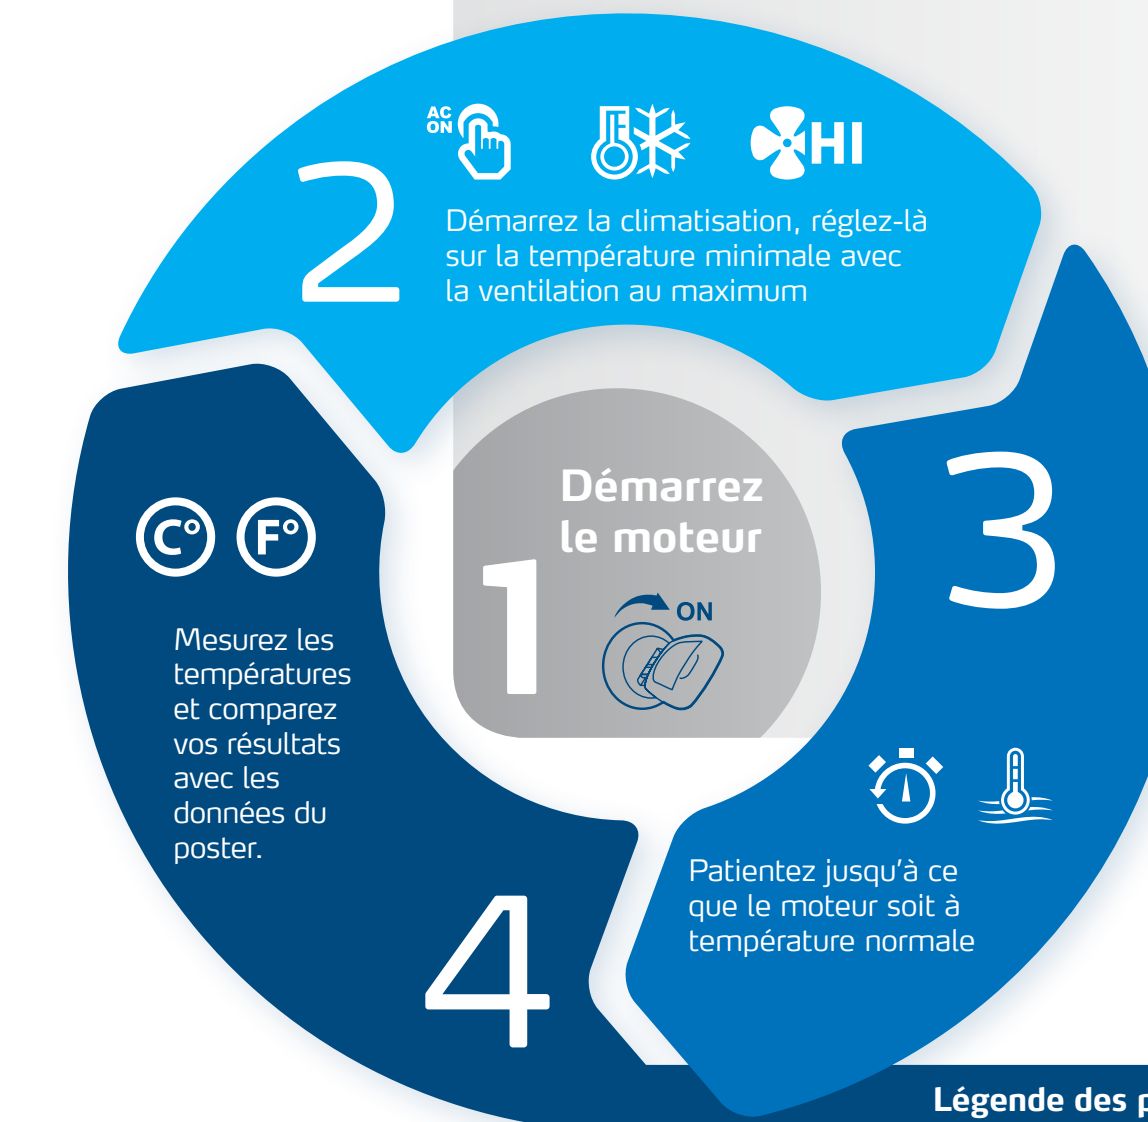 1
Démarrez
le moteur
ON
2
AC
ON
HI
Démarrez la climatisation, réglez-là
sur la température minimale avec
la ventilation au maximum
3
Patientez jusqu'à ce
que le moteur soit à
température normale
4
C° F°
Mesurez les
températures
et comparez
vos résultats
avec les
données du
poster.
Légende des